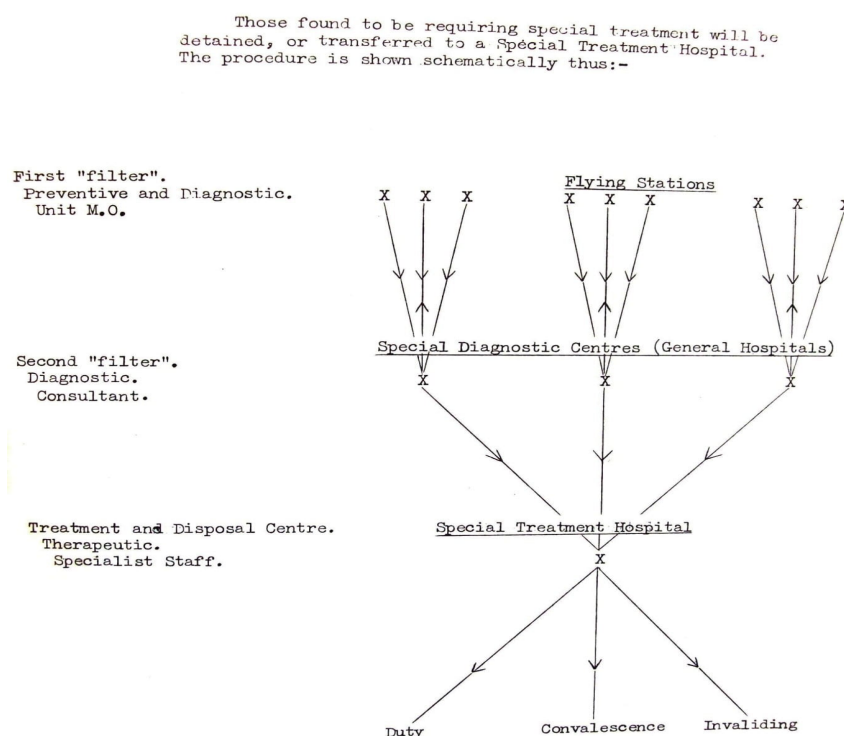 Those found to be requiring special treatment will be
detained, or transferred to a Special Treatment Hospital.
The procedure is shown schematically thus:-
First "filter".
Preventive and Diagnostic.
Unit M.O.
Flying Stations
X X X X X X X X X
Second "filter".
Diagnostic.
Consultant.
Special Diagnostic Centres (General Hospitals)
X X X
Treatment and Disposal Centre.
Therapeutic.
Specialist Staff.
Special Treatment Hospital
X
Duty Convalescence Invaliding